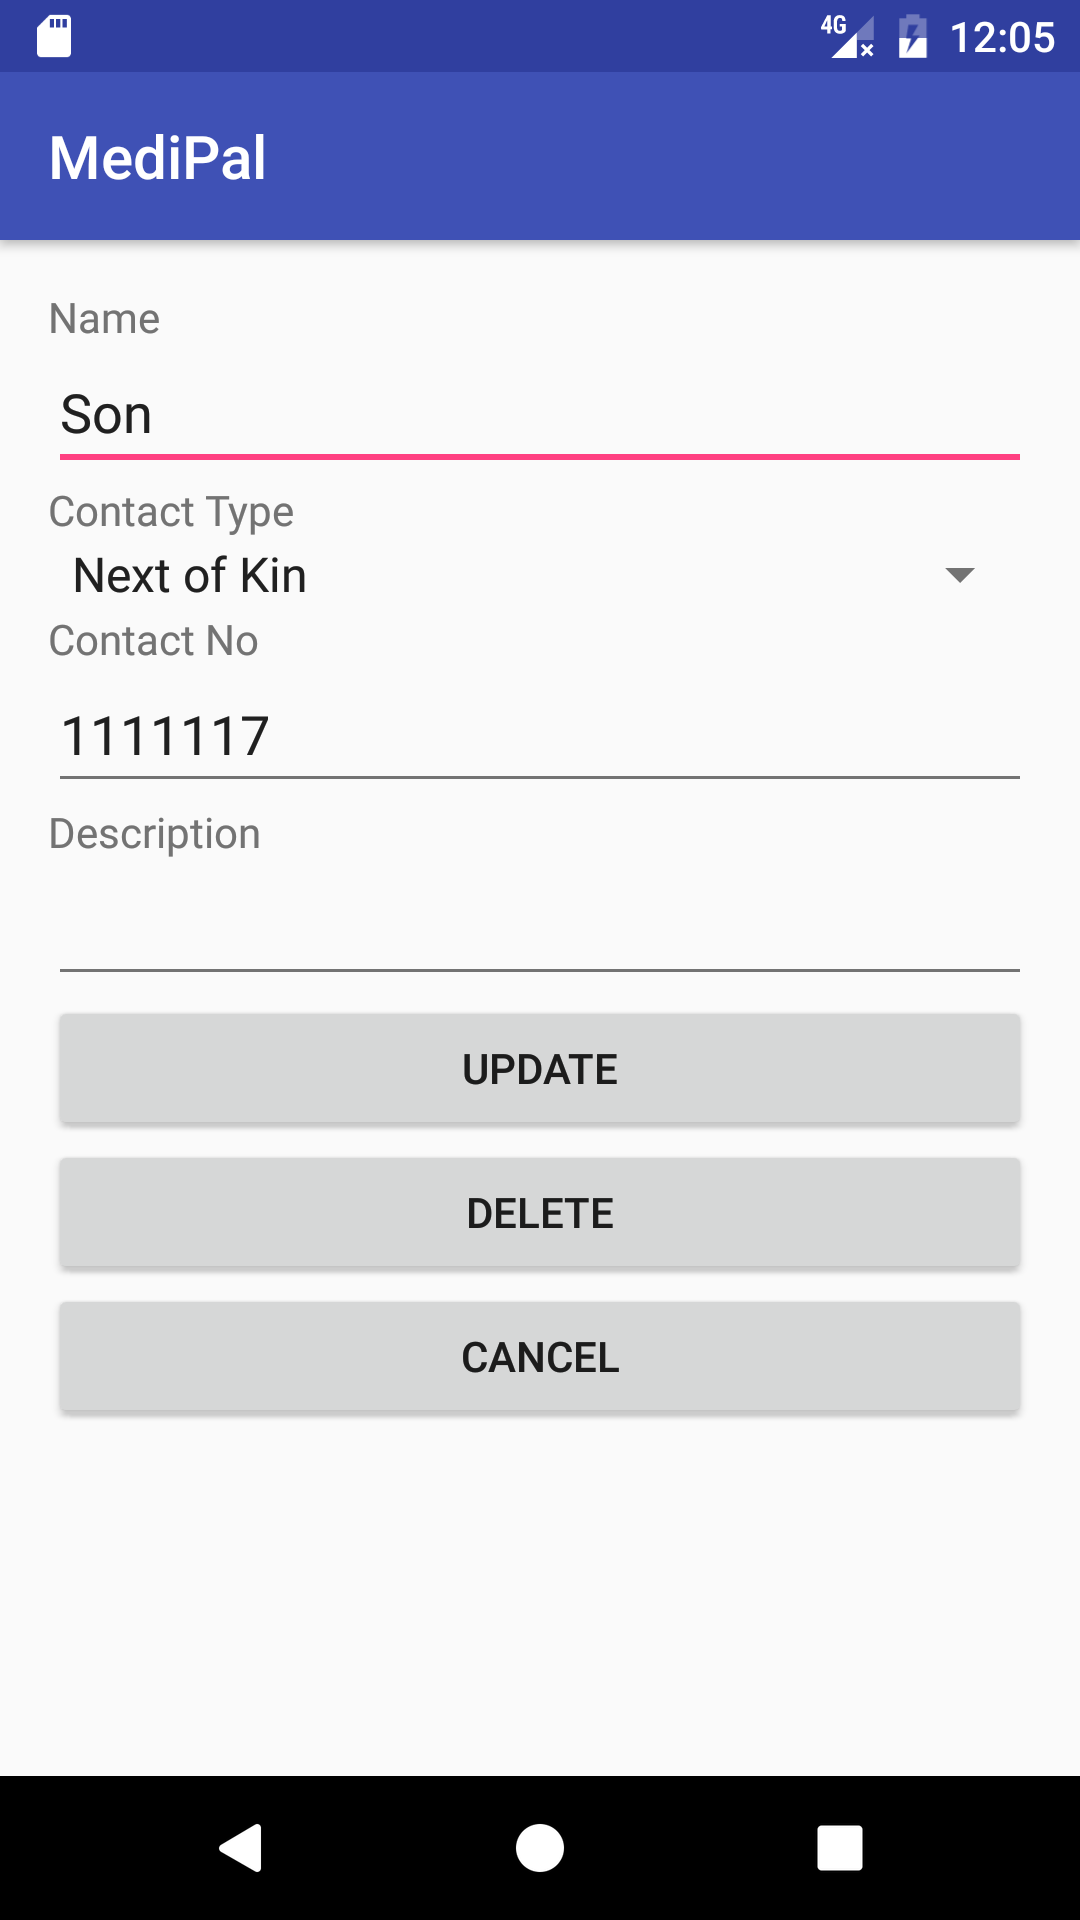 4G 12:05
MediPal
Name
Son
Contact Type
Next of Kin
Contact No
1111117
Description
UPDATE
DELETE
CANCEL